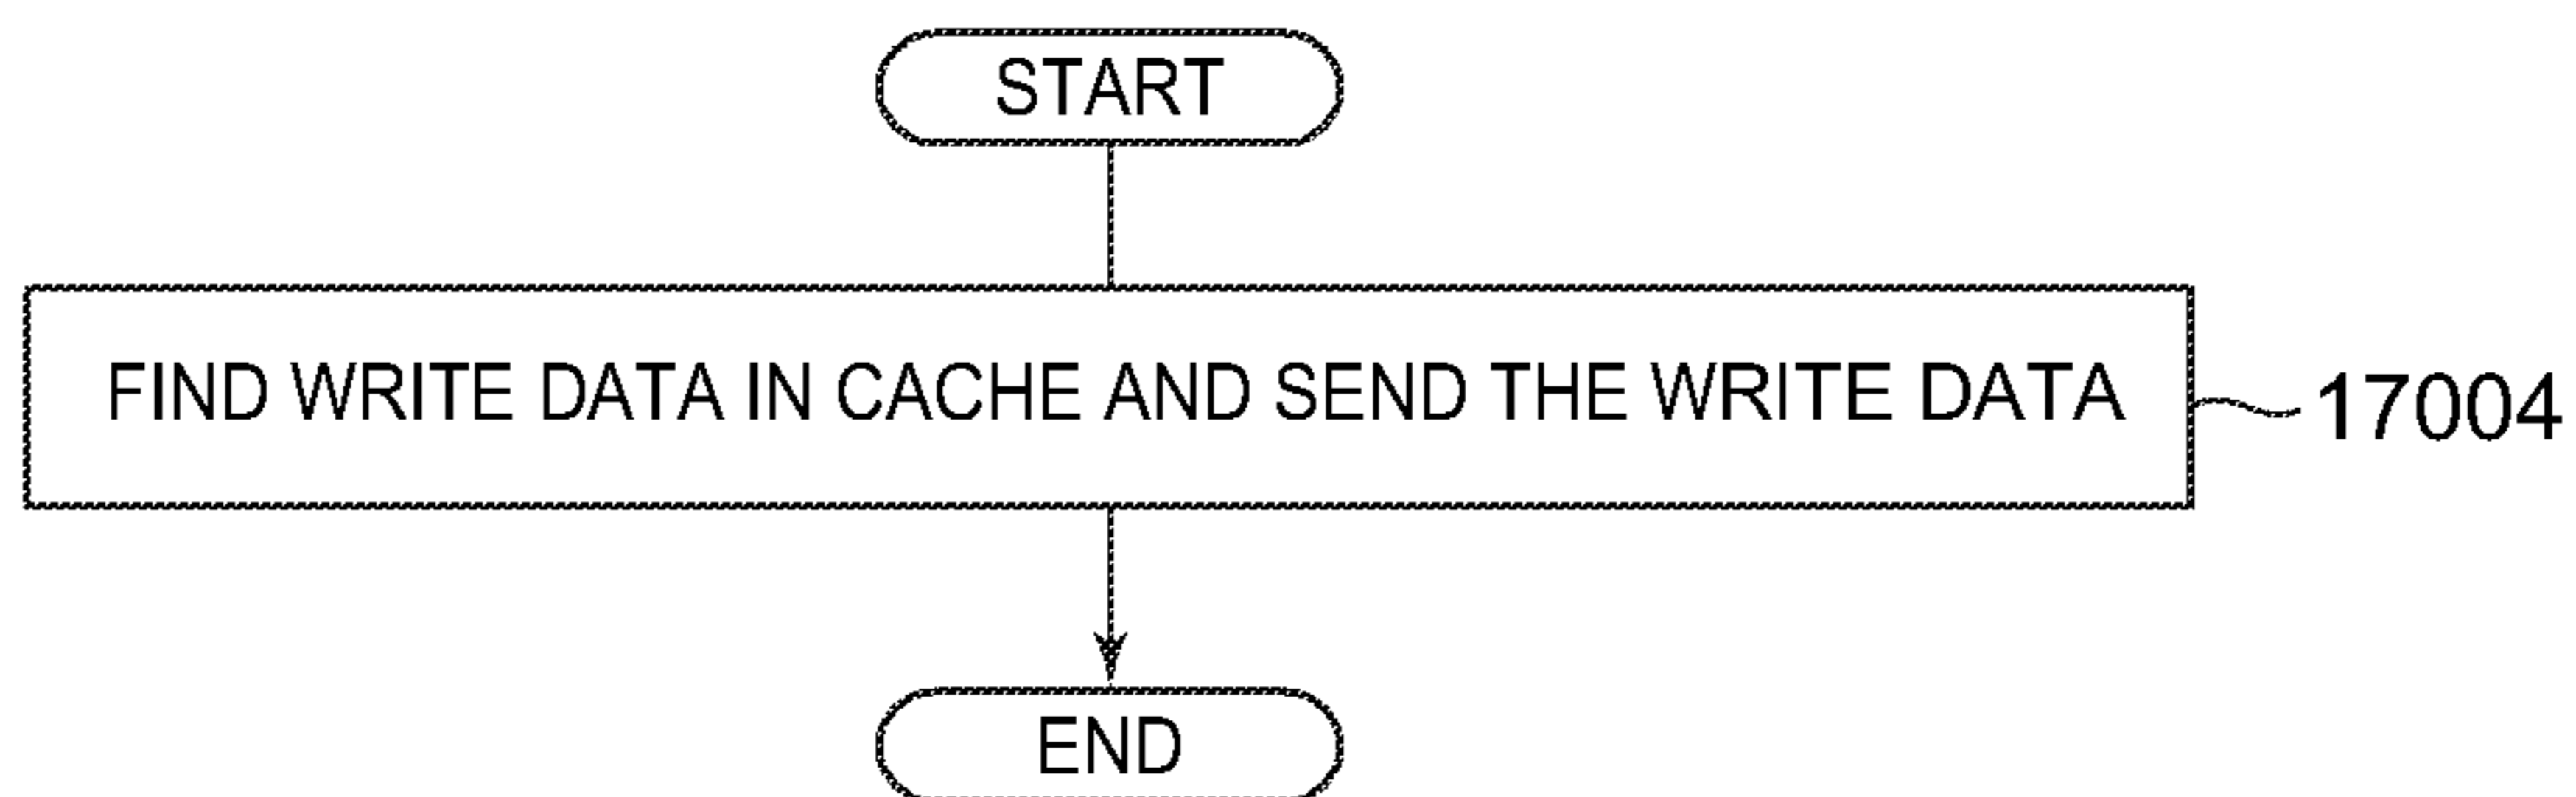 START
FIND WRITE DATA IN CACHE AND SEND THE WRITE DATA
17004
END